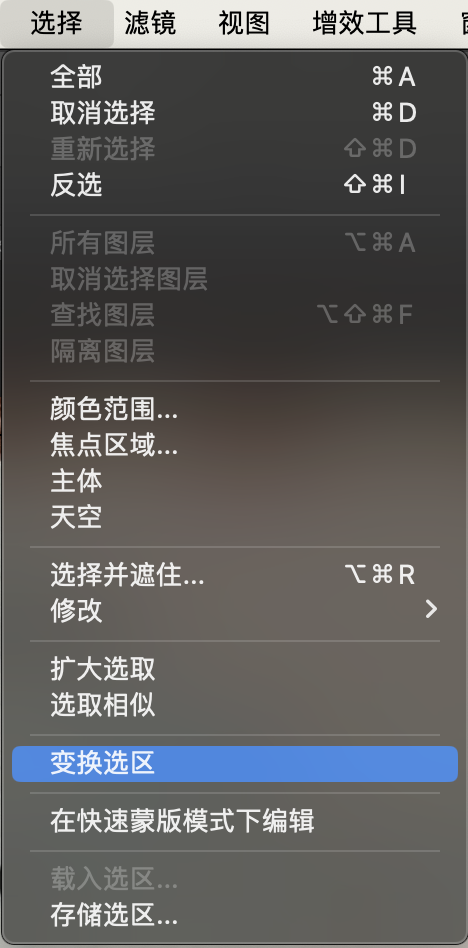 选择 滤镜 视图 增效工具
全部 ⌘A
取消选择 ⌘D
重新选择 ⇧⌘D
反选 ⇧⌘I
所有图层 ⌥⌘A
取消选择图层
查找图层 ⌥⇧⌘F
隔离图层
颜色范围...
焦点区域...
主体
天空
选择并遮住... ⌥⌘R
修改
扩大选取
选取相似
变换选区
在快速蒙版模式下编辑
载入选区...
存储选区...